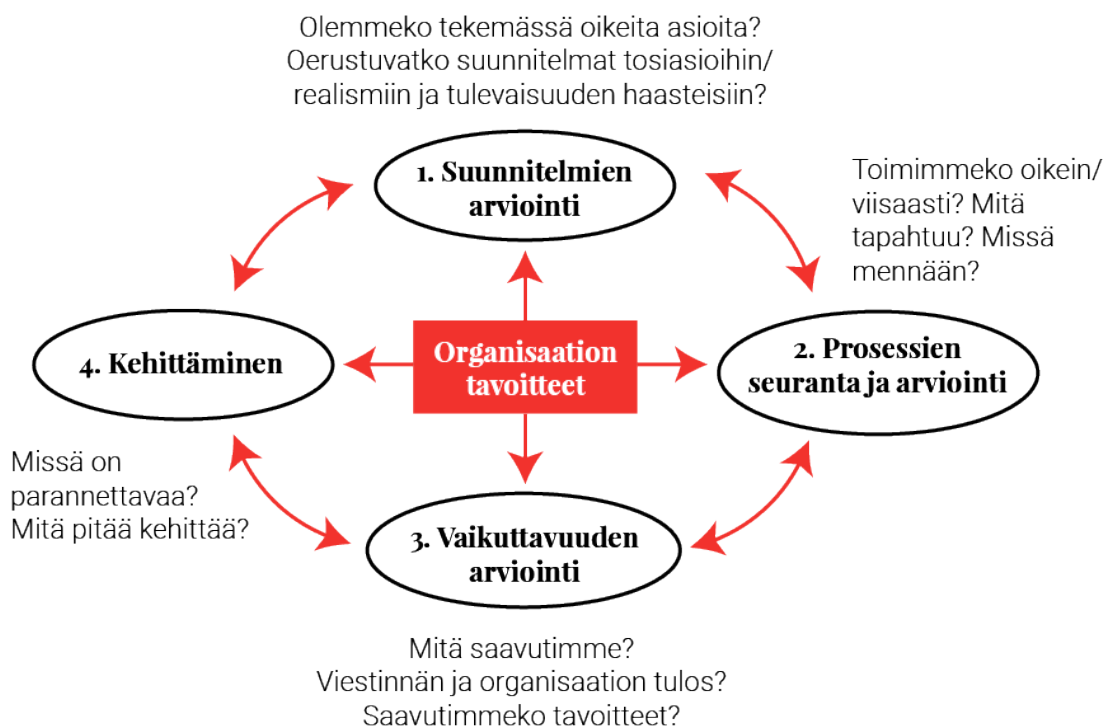 Olemmeko tekemässä oikeita asioita?
Oerustuvatko suunnitelmat tosiasioihin/
realismiin ja tulevaisuuden haasteisiin?
1. Suunnitelmien
arviointi
Toimimmeko oikein/
viisaasti? Mitä
tapahtuu? Missä
mennään?
2. Prosessien
seuranta ja arviointi
Organisaation
tavoitteet
4. Kehittäminen
Missä on
parannettavaa?
Mitä pitää kehittää?
3. Vaikuttavuuden
arviointi
Mitä saavutimme?
Viestinnän ja organisaation tulos?
Saavutimmeko tavoitteet?